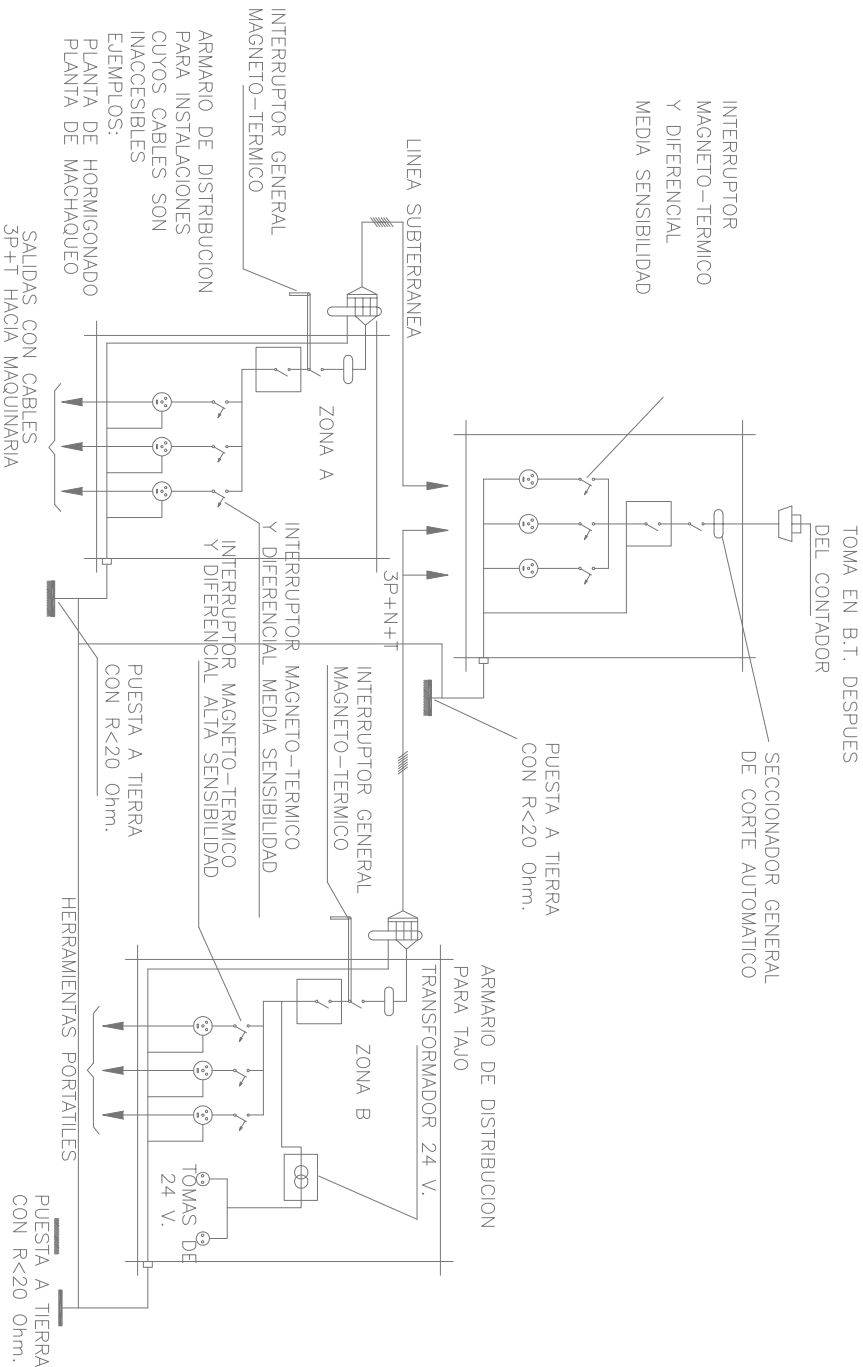 TOMA EN B.T. DESPUES
DEL CONTADOR
SECCIONADOR GENERAL
DE CORTE AUTOMATICO
INTERRUPTOR
MAGNETO-TERMICO
Y DIFERENCIAL
MEDIA SENSIBILIDAD
PUESTA A TIERRA
CON R<20 Ohm.
LINEA SUBTERRANEA
3P+N+T
INTERRUPTOR GENERAL
MAGNETO-TERMICO
ARMARIO DE DISTRIBUCION
PARA INSTALACIONES
CUYOS CABLES SON
INACCESIBLES
EJEMPLOS:
PLANTA DE HORMIGONADO
PLANTA DE MACHAQUEO
ZONA A
SALIDAS CON CABLES
3P+T HACIA MAQUINARIA
INTERRUPTOR MAGNETO-TERMICO
Y DIFERENCIAL MEDIA SENSIBILIDAD
INTERRUPTOR MAGNETO-TERMICO
Y DIFERENCIAL ALTA SENSIBILIDAD
PUESTA A TIERRA
CON R<20 Ohm.
INTERRUPTOR GENERAL
MAGNETO-TERMICO
ARMARIO DE DISTRIBUCION
PARA TAJO
TRANSFORMADOR 24 V.
ZONA B
TOMAS DE
24 V.
HERRAMIENTAS PORTATILES
PUESTA A TIERRA
CON R<20 Ohm.